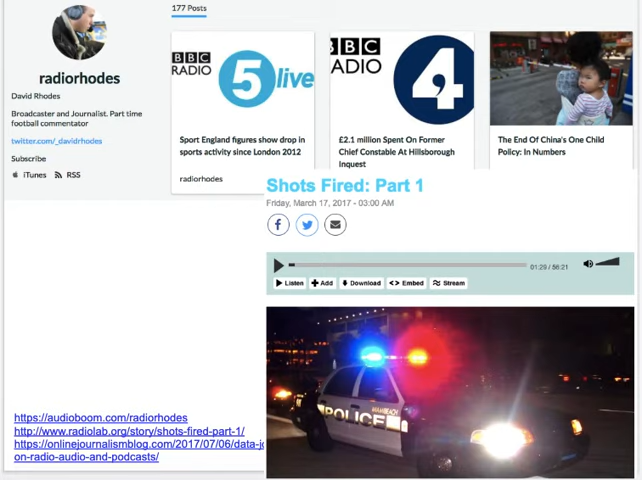 177 Posts
radiorhodes
David Rhodes
Broadcaster and Journalist. Part time
football commentator
twitter.com/_davidrhodes
Subscribe
iTunes RSS
BBC
RADIO
5 live
Sport England figures show drop in
sports activity since London 2012
radiorhodes
BBC
RADIO
4
£2.1 million Spent On Former
Chief Constable At Hillsborough
Inquest
The End Of China's One Child
Policy: In Numbers
Shots Fired: Part 1
Friday, March 17, 2017 - 03:00 AM
01:29 / 56:21
Listen Add Download <> Embed Stream
MIAMI BEACH
POLICE
https://audioboom.com/radiorhodes
http://www.radiolab.org/story/shots-fired-part-1/
https://onlinejournalismblog.com/2017/07/06/data-jo
on-radio-audio-and-podcasts/